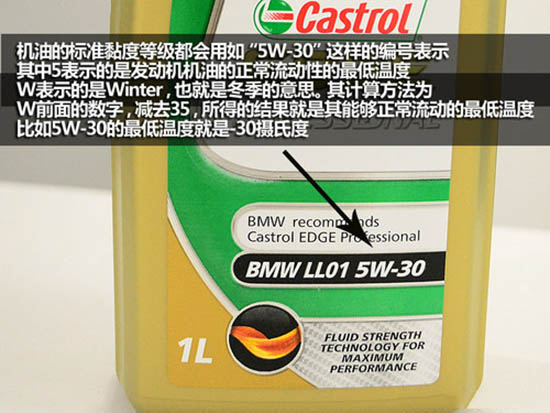 Castrol
机油的标准黏度等级都会用如“5W-30”这样的编号表示
其中5表示的是发动机机油的正常流动性的最低温度
W表示的是Winter，也就是冬季的意思。其计算方法为
W前面的数字，减去35，所得的结果就是其能够正常流动的最低温度
比如5W-30的最低温度就是-30摄氏度
BMW recommends
Castrol EDGE Professional
BMW LL01 5W-30
1L
FLUID STRENGTH
TECHNOLOGY FOR
MAXIMUM
PERFORMANCE